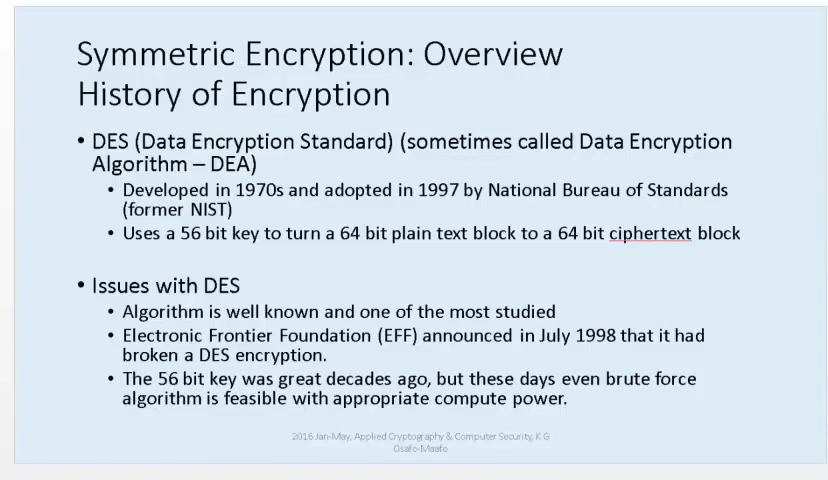 Symmetric Encryption: Overview
History of Encryption
• DES (Data Encryption Standard) (sometimes called Data Encryption
Algorithm – DEA)
• Developed in 1970s and adopted in 1997 by National Bureau of Standards
(former NIST)
• Uses a 56 bit key to turn a 64 bit plain text block to a 64 bit ciphertext block
• Issues with DES
• Algorithm is well known and one of the most studied
• Electronic Frontier Foundation (EFF) announced in July 1998 that it had
broken a DES encryption.
• The 56 bit key was great decades ago, but these days even brute force
algorithm is feasible with appropriate compute power.
2016 Jan-May, Applied Cryptography & Computer Security, K G
Osafo-Maafo